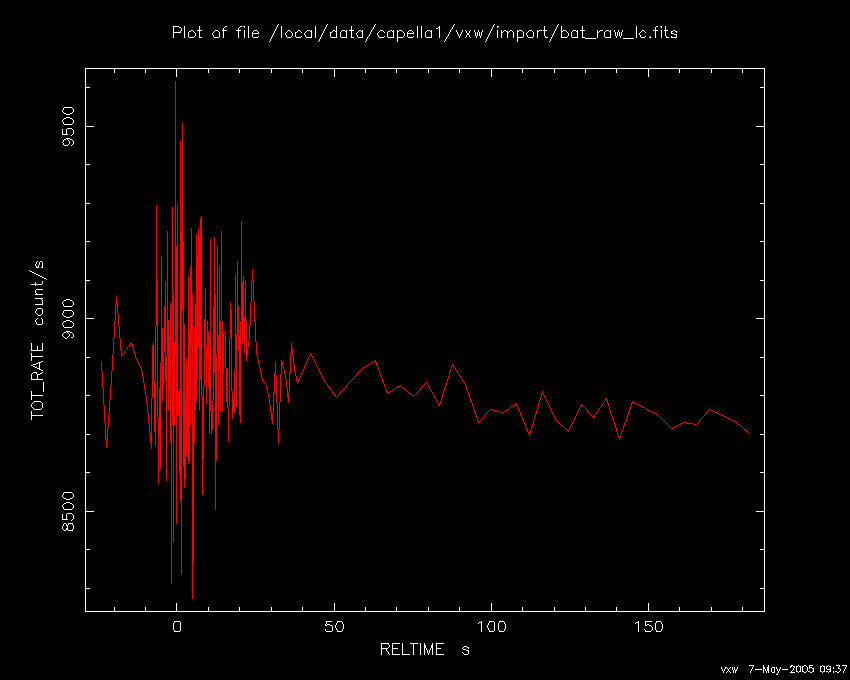 Plot of file /local/data/capella1/vxw/import/bat_raw_lc.fits
9500
9000
8500
TOT_RATE count/s
0 50 100 150
RELTIME s
vxw 7-May-2005 09:37